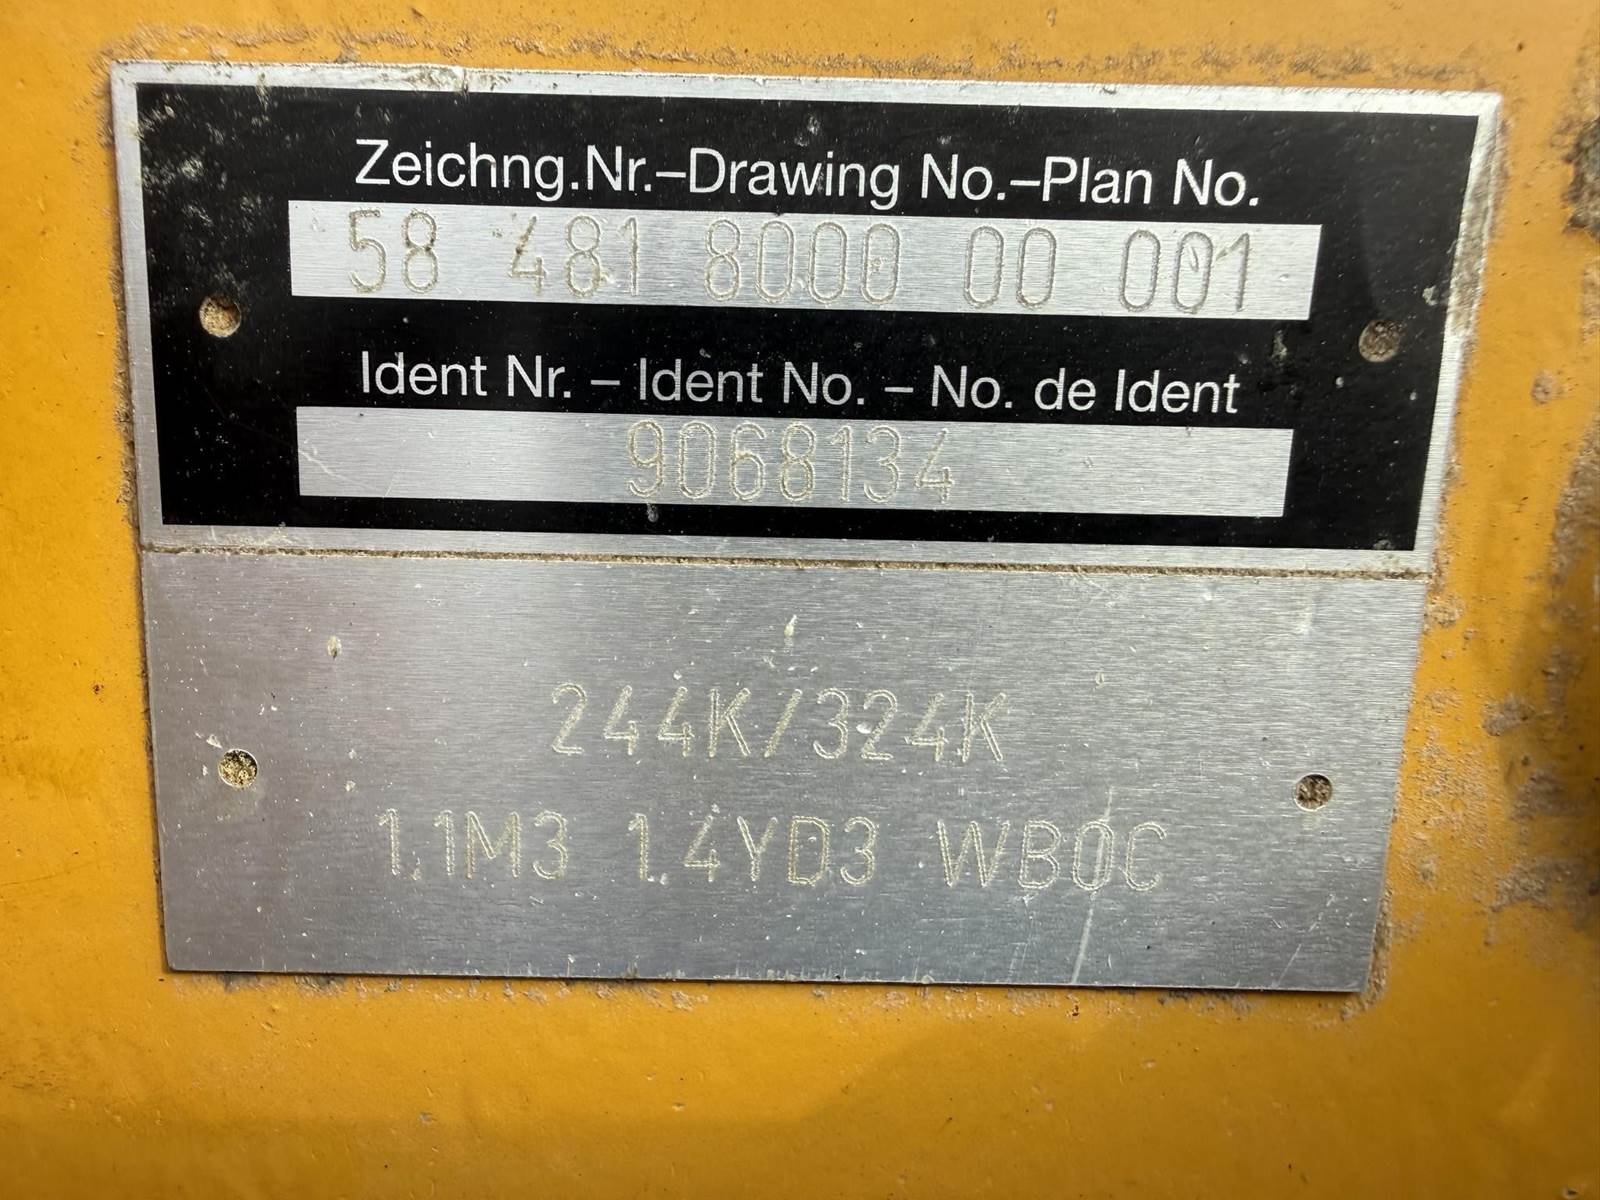 Zeichng.Nr.–Drawing No.–Plan No.
58 481 8000 00 001
Ident Nr. – Ident No. – No. de Ident
9068134
244K/324K
1.1M3 1.4YD3 WBOC